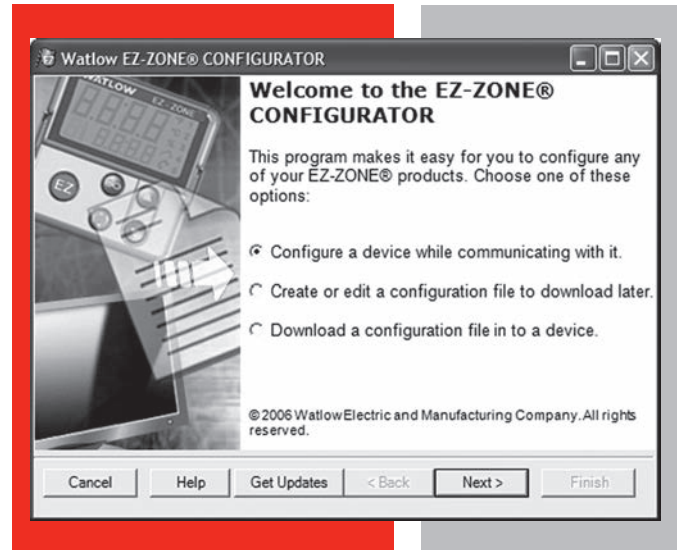 Watlow EZ-ZONE® CONFIGURATOR
WATLOW
EZ-ZONE
EZ
Welcome to the EZ-ZONE®
CONFIGURATOR
This program makes it easy for you to configure any
of your EZ-ZONE® products. Choose one of these
options:
Configure a device while communicating with it.
Create or edit a configuration file to download later.
Download a configuration file in to a device.
©2006 Watlow Electric and Manufacturing Company. All rights
reserved.
Cancel Help Get Updates < Back Next > Finish